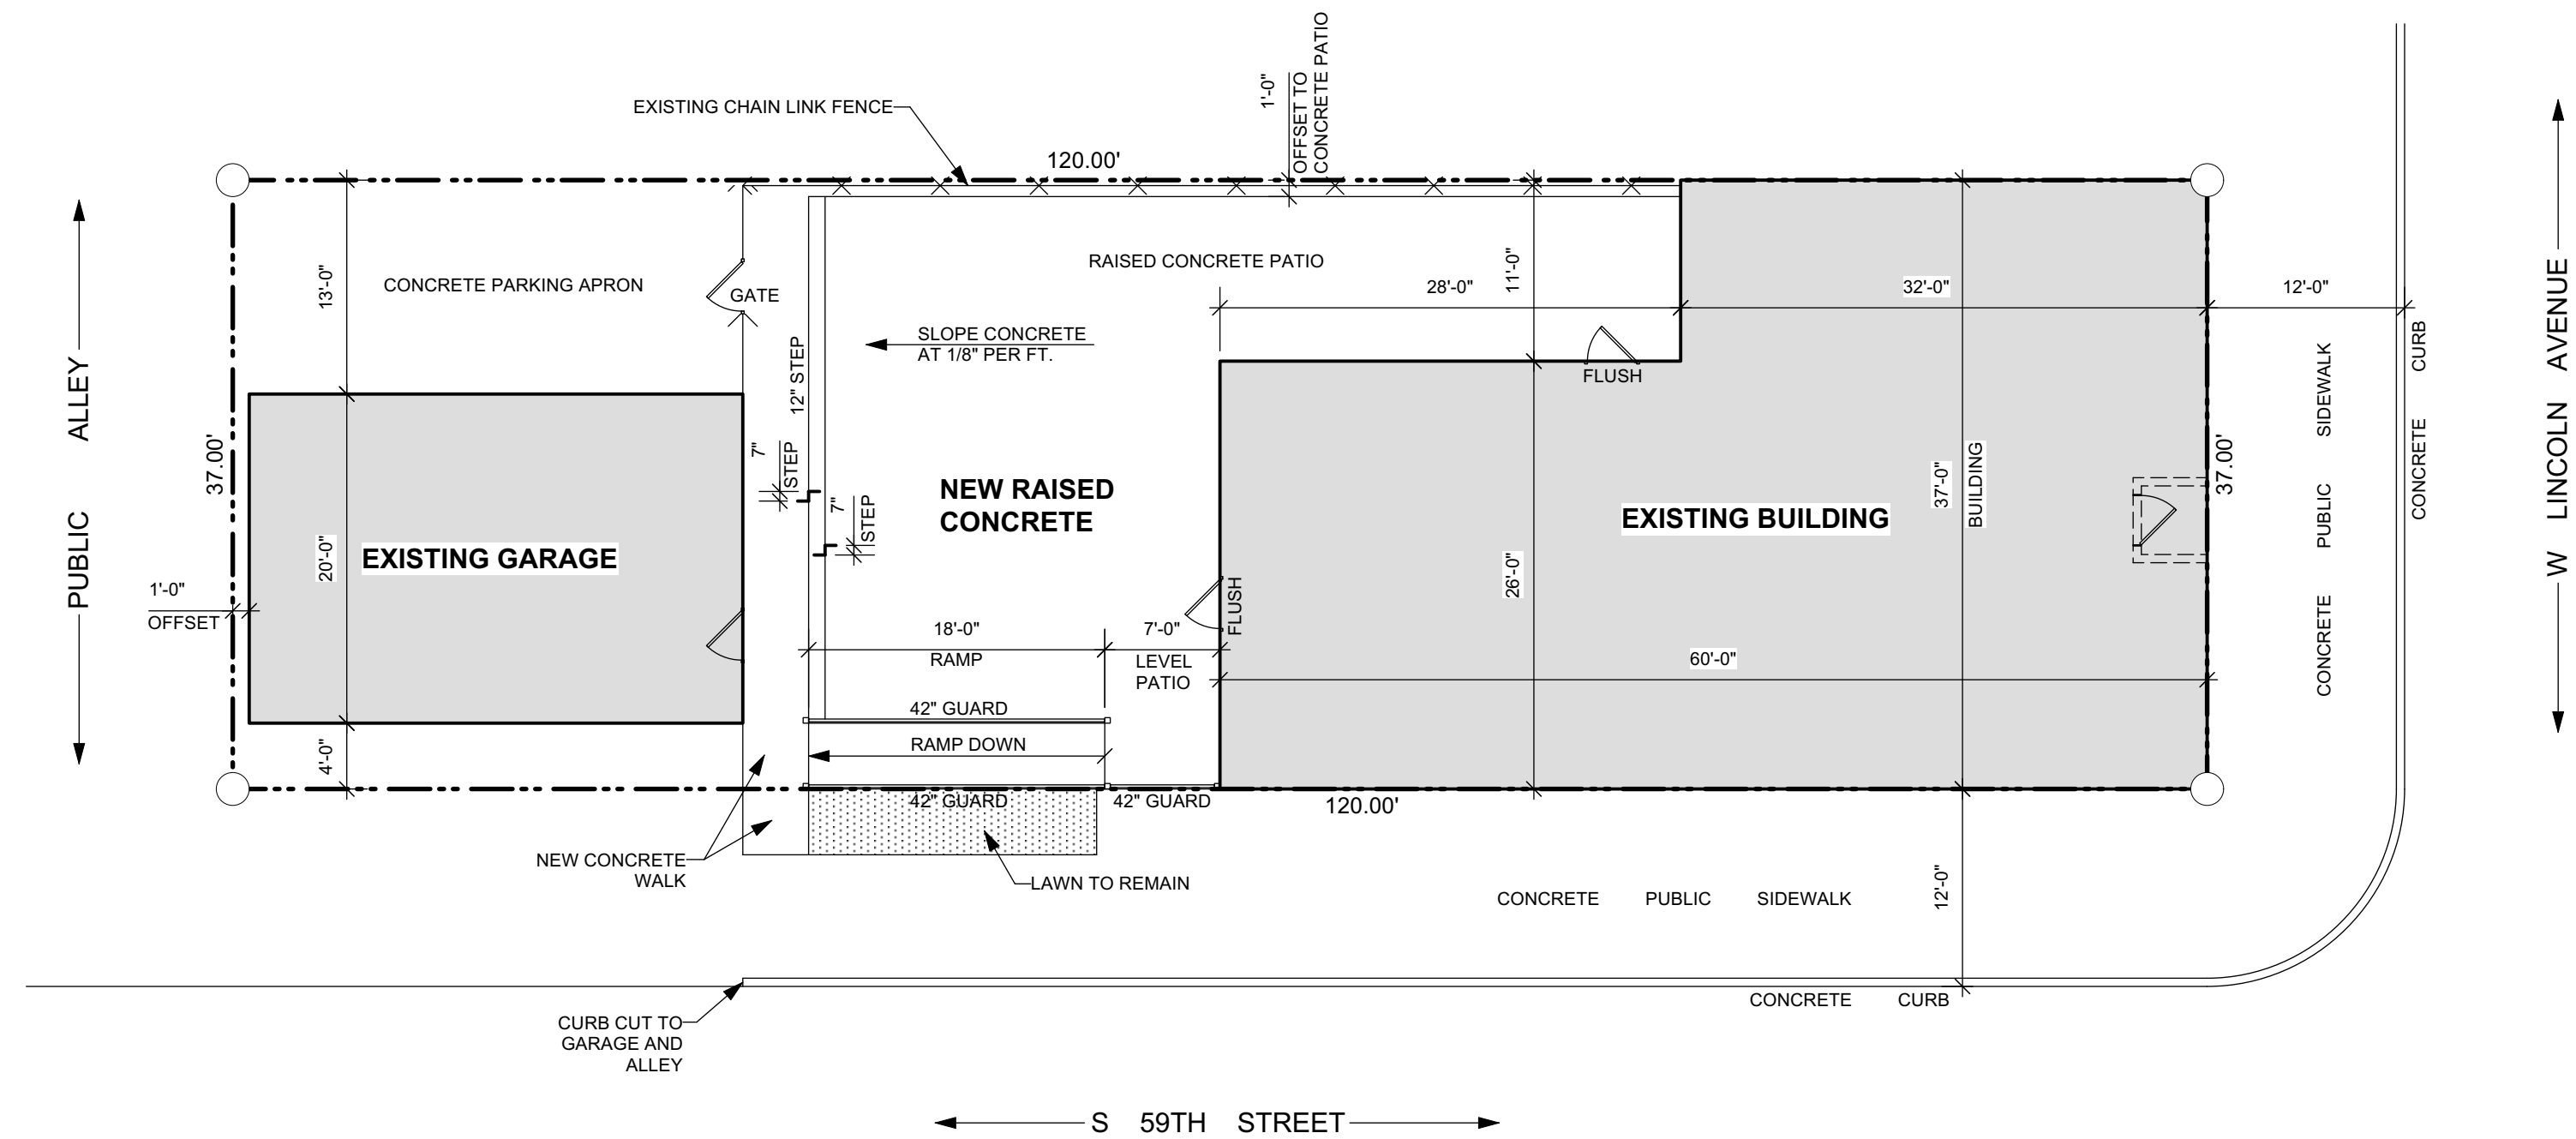 1'-0"
OFFSET TO
CONCRETE PATIO
EXISTING CHAIN LINK FENCE
120.00'
PUBLIC ALLEY
37.00'
13'-0"
CONCRETE PARKING APRON
GATE
RAISED CONCRETE PATIO
28'-0"
11'-0"
32'-0"
12'-0"
SLOPE CONCRETE
AT 1/8" PER FT.
12" STEP
FLUSH
7"
STEP
7"
STEP
NEW RAISED
CONCRETE
EXISTING BUILDING
37'-0"
BUILDING
37.00'
CONCRETE PUBLIC SIDEWALK
CONCRETE CURB
W LINCOLN AVENUE
EXISTING GARAGE
20'-0"
1'-0"
OFFSET
26'-0"
FLUSH
18'-0"
RAMP
7'-0"
LEVEL
PATIO
60'-0"
42" GUARD
RAMP DOWN
4'-0"
42" GUARD
42" GUARD
120.00'
NEW CONCRETE
WALK
LAWN TO REMAIN
CONCRETE PUBLIC SIDEWALK
12'-0"
CONCRETE CURB
CURB CUT TO
GARAGE AND
ALLEY
S 59TH STREET